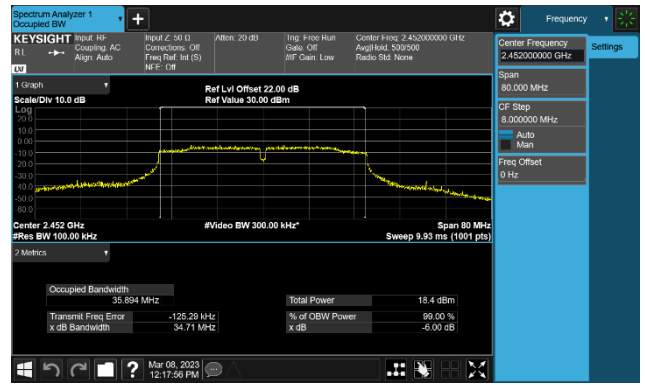 Spectrum Analyzer 1
Occupied BW
Frequency
KEYSIGHT
Input: RF
Coupling: AC
Align: Auto
Input Z: 50 Ω
Corrections: Off
Freq Ref: Int (S)
NFE: Off
Atten: 20 dB
Trig: Free Run
Gate: Off
#IF Gain: Low
Center Freq: 2.452000000 GHz
Avg|Hold: 500/500
Radio Std: None
R L
LXI
Center Frequency
2.452000000 GHz
Settings
Span
80.000 MHz
CF Step
8.000000 MHz
Auto
Man
Freq Offset
0 Hz
1 Graph
Scale/Div 10.0 dB
Ref Lvl Offset 22.00 dB
Ref Value 30.00 dBm
Log
20.0
10.0
0.00
-10.0
-20.0
-30.0
-40.0
-50.0
-60.0
Center 2.452 GHz
#Video BW 300.00 kHz*
Span 80 MHz
#Res BW 100.00 kHz
Sweep 9.93 ms (1001 pts)
2 Metrics
Occupied Bandwidth
35.894 MHz
Total Power 18.4 dBm
Transmit Freq Error -125.29 kHz
% of OBW Power 99.00 %
x dB Bandwidth 34.71 MHz
x dB -6.00 dB
?
Mar 08, 2023
12:17:56 PM